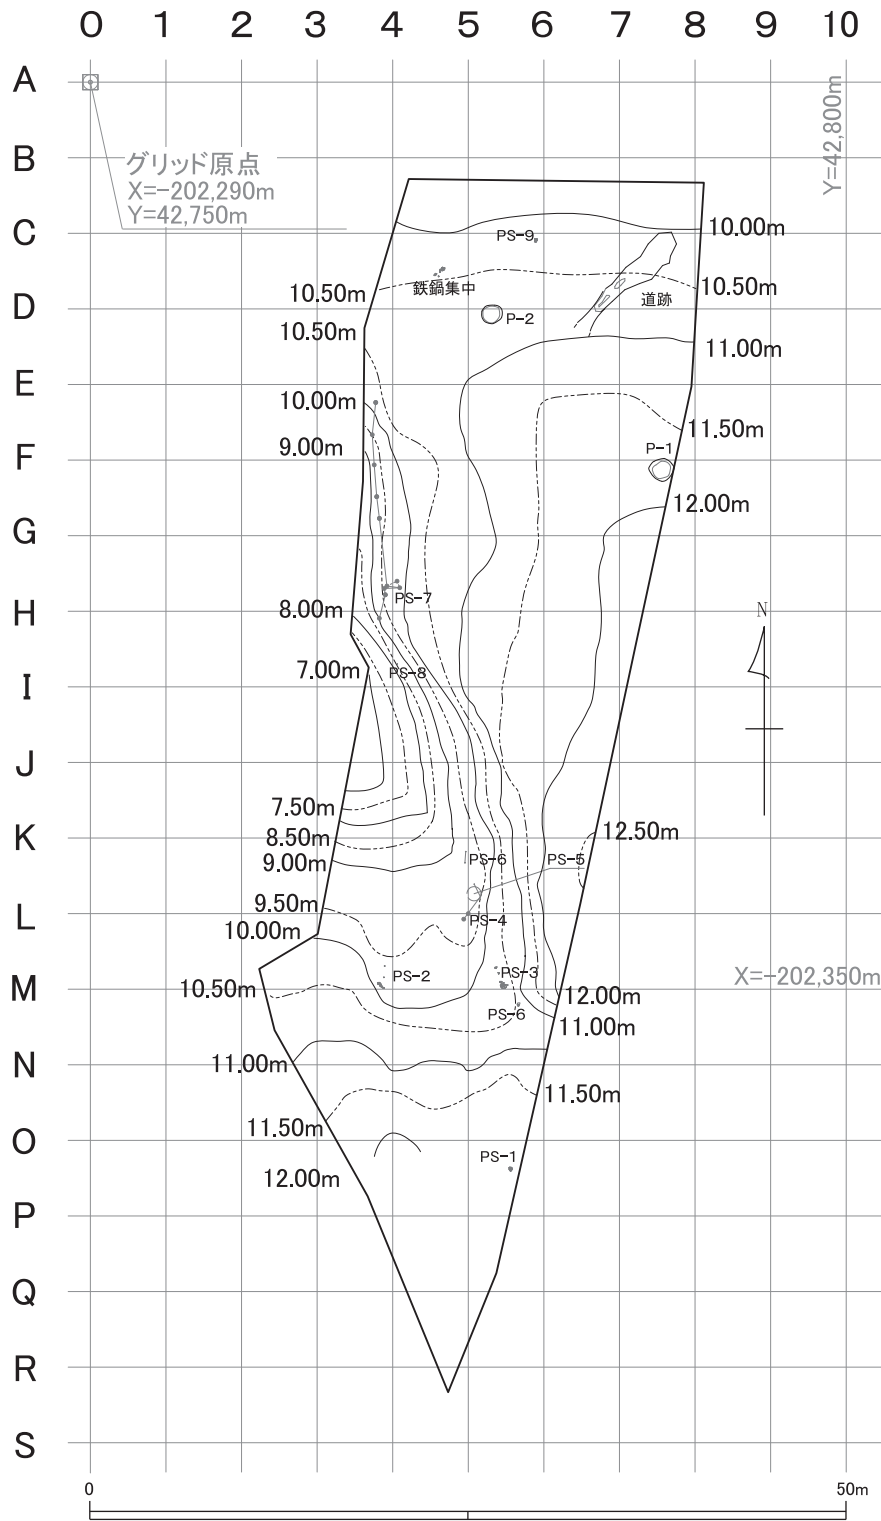 0 1 2 3 4 5 6 7 8 9 10
A
Y=42,800m
B
グリッド原点
X=-202,290m
Y=42,750m
C
PS-9
10.00m
鉄鍋集中
道跡
10.50m
10.50m
D
P-2
10.50m
11.00m
E
10.00m
11.50m
9.00m
P-1
F
12.00m
G
PS-7
8.00m
H
N
7.00m
PS-8
I
J
7.50m
12.50m
8.50m
K
9.00m
PS-6
PS-5
9.50m
L
PS-4
10.00m
PS-2
PS-3
X=-202,350m
M
10.50m
12.00m
PS-6
11.00m
N
11.00m
11.50m
11.50m
O
PS-1
12.00m
P
Q
R
S
0 50m